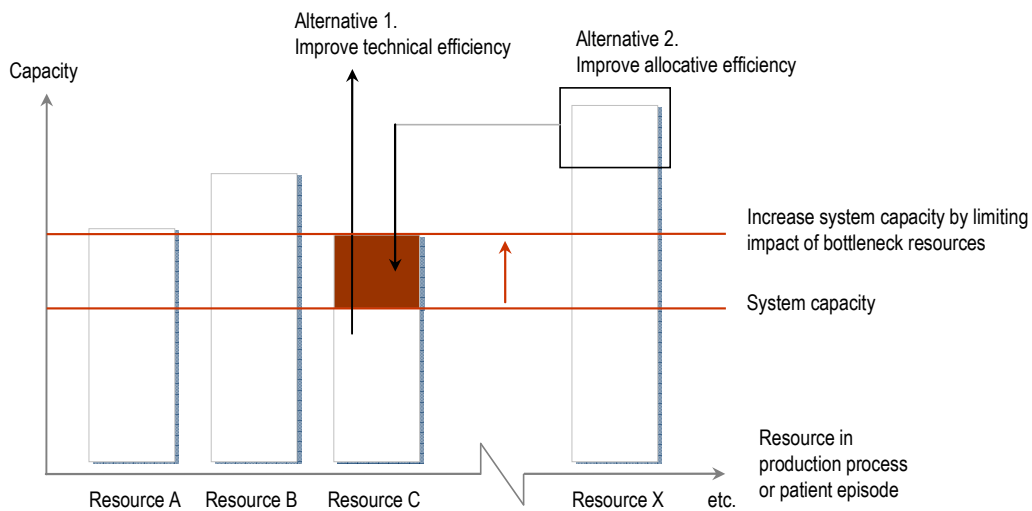 Alternative 1.
Improve technical efficiency
Alternative 2.
Improve allocative efficiency
Capacity
Increase system capacity by limiting
impact of bottleneck resources
System capacity
Resource in
production process
or patient episode
Resource A
Resource B
Resource C
Resource X
etc.